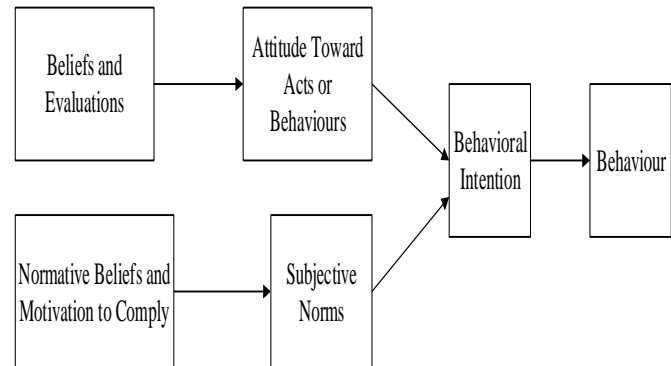 Beliefs and
Evaluations
Attitude Toward
Acts or
Behaviours
Behavioral
Intention
Behaviour
Normative Beliefs and
Motivation to Comply
Subjective
Norms